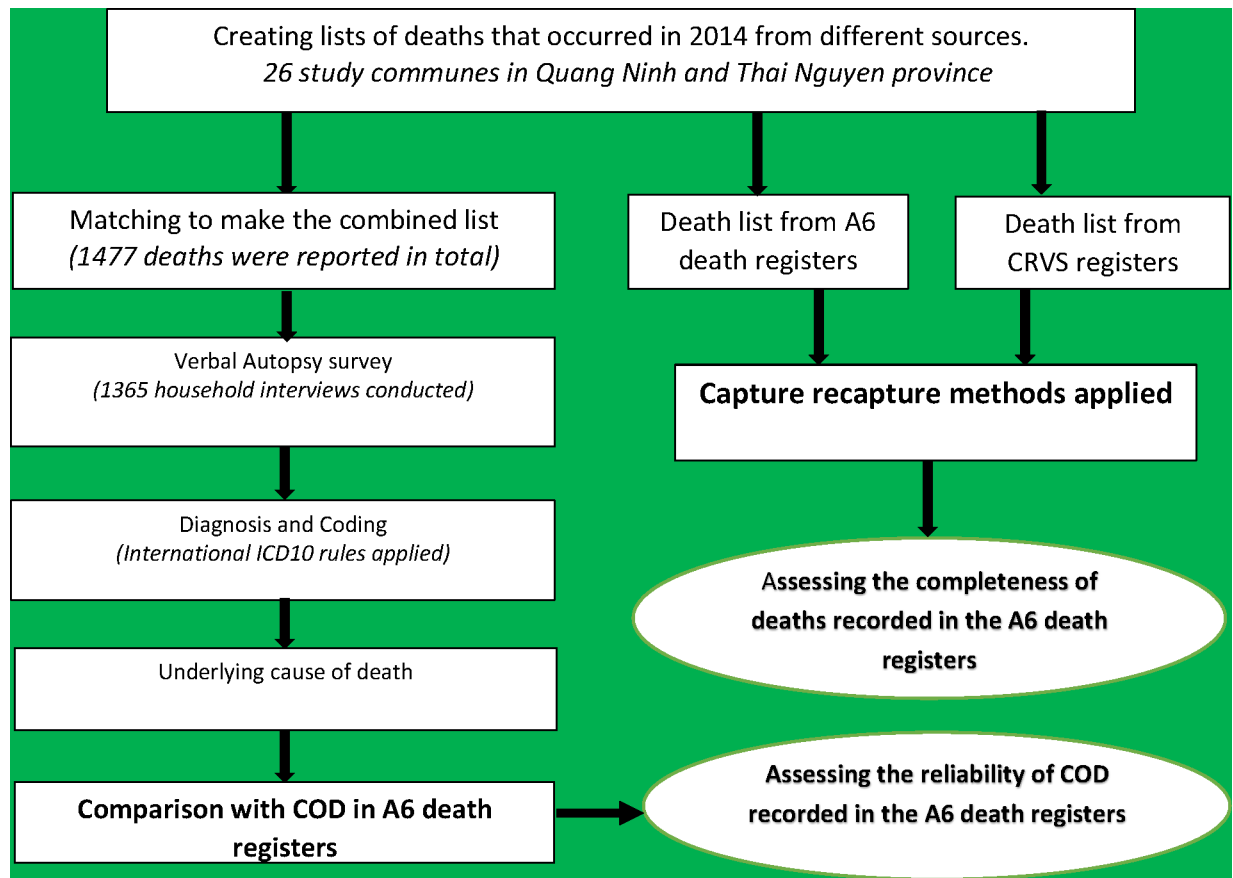 Creating lists of deaths that occurred in 2014 from different sources.
26 study communes in Quang Ninh and Thai Nguyen province
Matching to make the combined list
(1477 deaths were reported in total)
Death list from A6
death registers
Death list from
CRVS registers
Verbal Autopsy survey
(1365 household interviews conducted)
Capture recapture methods applied
Diagnosis and Coding
(International ICD10 rules applied)
Assessing the completeness of
deaths recorded in the A6 death
registers
Underlying cause of death
Comparison with COD in A6 death
registers
Assessing the reliability of COD
recorded in the A6 death registers